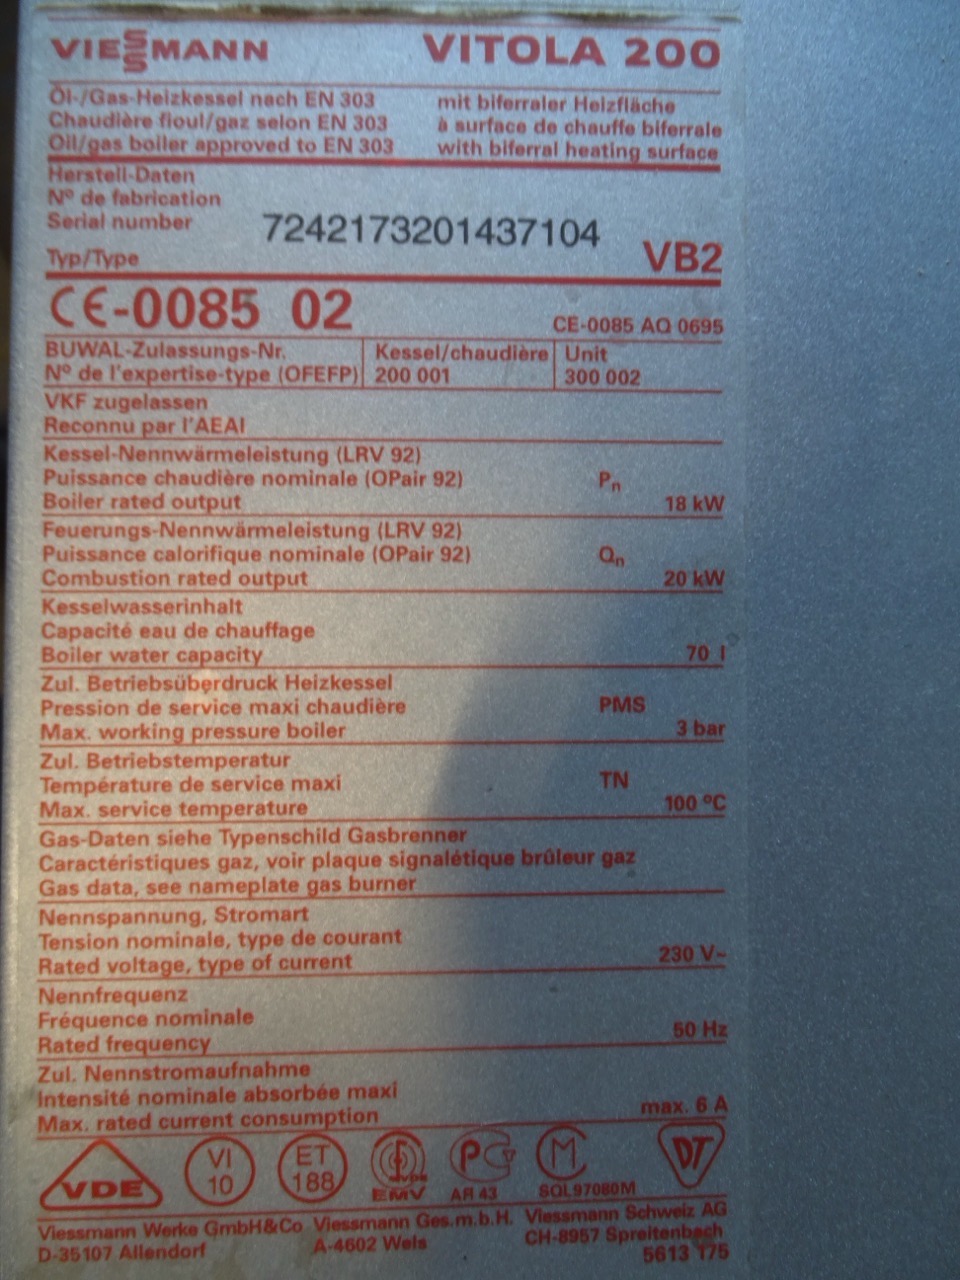 VIESSMANN VITOLA 200
Öl-/Gas-Heizkessel nach EN 303 mit biferraler Heizfläche
Chaudière fioul/gaz selon EN 303 à surface de chauffe biferrale
Oil/gas boiler approved to EN 303 with biferral heating surface
Herstell-Daten
N° de fabrication
Serial number 7242173201437104
Typ/Type VB2
CE-0085 02 CE-0085 AQ 0695
BUWAL-Zulassungs-Nr. Kessel/chaudière Unit
N° de l'expertise-type (OFEFP) 200 001 300 002
VKF zugelassen
Reconnu par l'AEAI
Kessel-Nennwärmeleistung (LRV 92)
Puissance chaudière nominale (OPair 92) Pn
Boiler rated output 18 kW
Feuerungs-Nennwärmeleistung (LRV 92)
Puissance calorifique nominale (OPair 92) Qn
Combustion rated output 20 kW
Kesselwasserinhalt
Capacité eau de chauffage
Boiler water capacity 70 l
Zul. Betriebsüberdruck Heizkessel
Pression de service maxi chaudière PMS
Max. working pressure boiler 3 bar
Zul. Betriebstemperatur
Température de service maxi TN
Max. service temperature 100 °C
Gas-Daten siehe Typenschild Gasbrenner
Caractéristiques gaz, voir plaque signalétique brûleur gaz
Gas data, see nameplate gas burner
Nennspannung, Stromart
Tension nominale, type de courant
Rated voltage, type of current 230 V~
Nennfrequenz
Fréquence nominale
Rated frequency 50 Hz
Zul. Nennstromaufnahme
Intensité nominale absorbée maxi
Max. rated current consumption max. 6 A
VDE VI 10 ET 188 VDE EMV PC AЯ 43 M SQL97080M DT
Viessmann Werke GmbH&Co Viessmann Ges.m.b.H. Viessmann Schweiz AG
D-35107 Allendorf A-4602 Wels CH-8957 Spreitenbach
5613 175